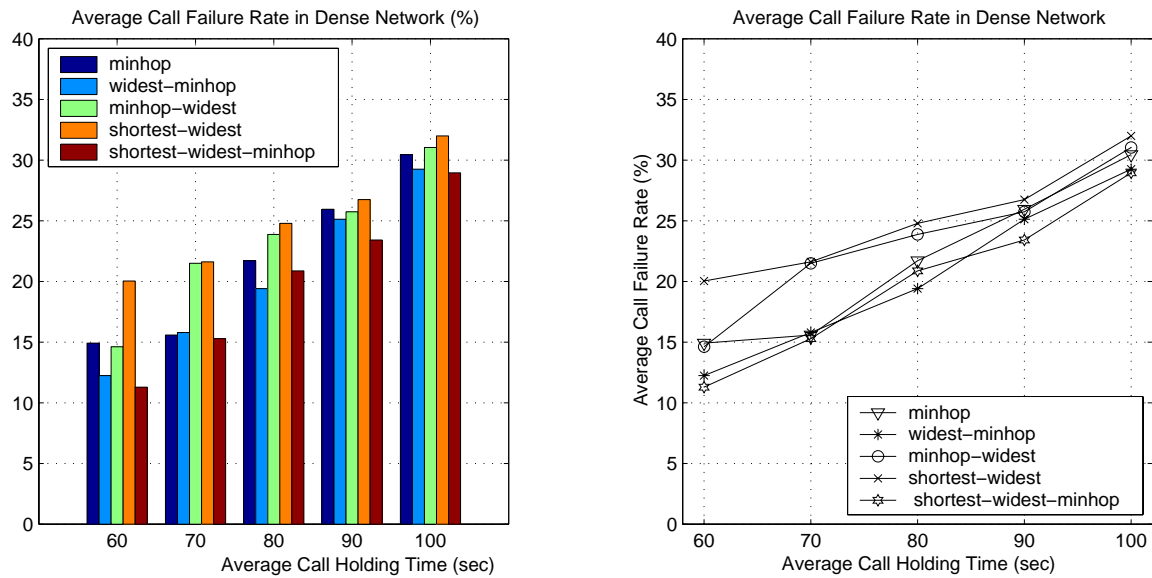 Average Call Failure Rate in Dense Network (%)
40
35
30
25
20
15
10
5
0
minhop
widest−minhop
minhop−widest
shortest−widest
shortest−widest−minhop
60 70 80 90 100
Average Call Holding Time (sec)
Average Call Failure Rate in Dense Network
Average Call Failure Rate (%)
40
35
30
25
20
15
10
5
0
minhop
widest−minhop
minhop−widest
shortest−widest
shortest−widest−minhop
60 70 80 90 100
Average Call Holding Time (sec)